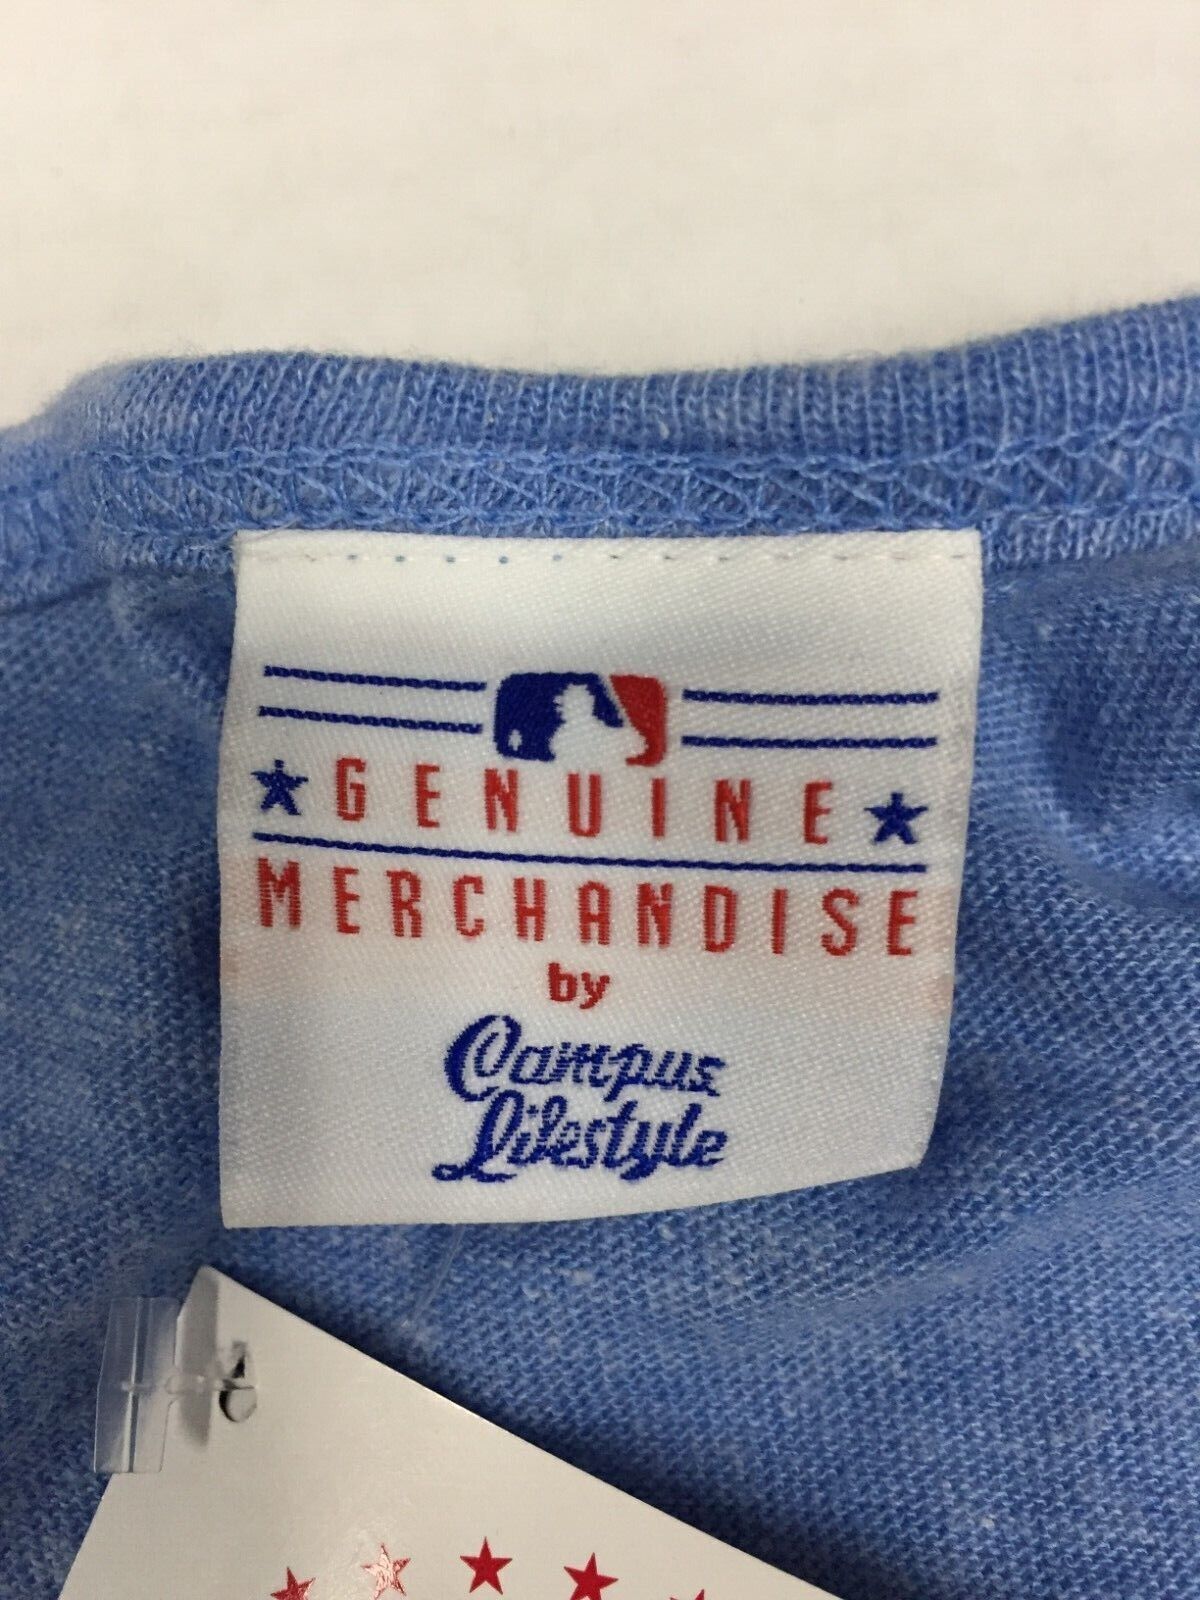 GENUINE
MERCHANDISE
by
Campus
Lifestyle